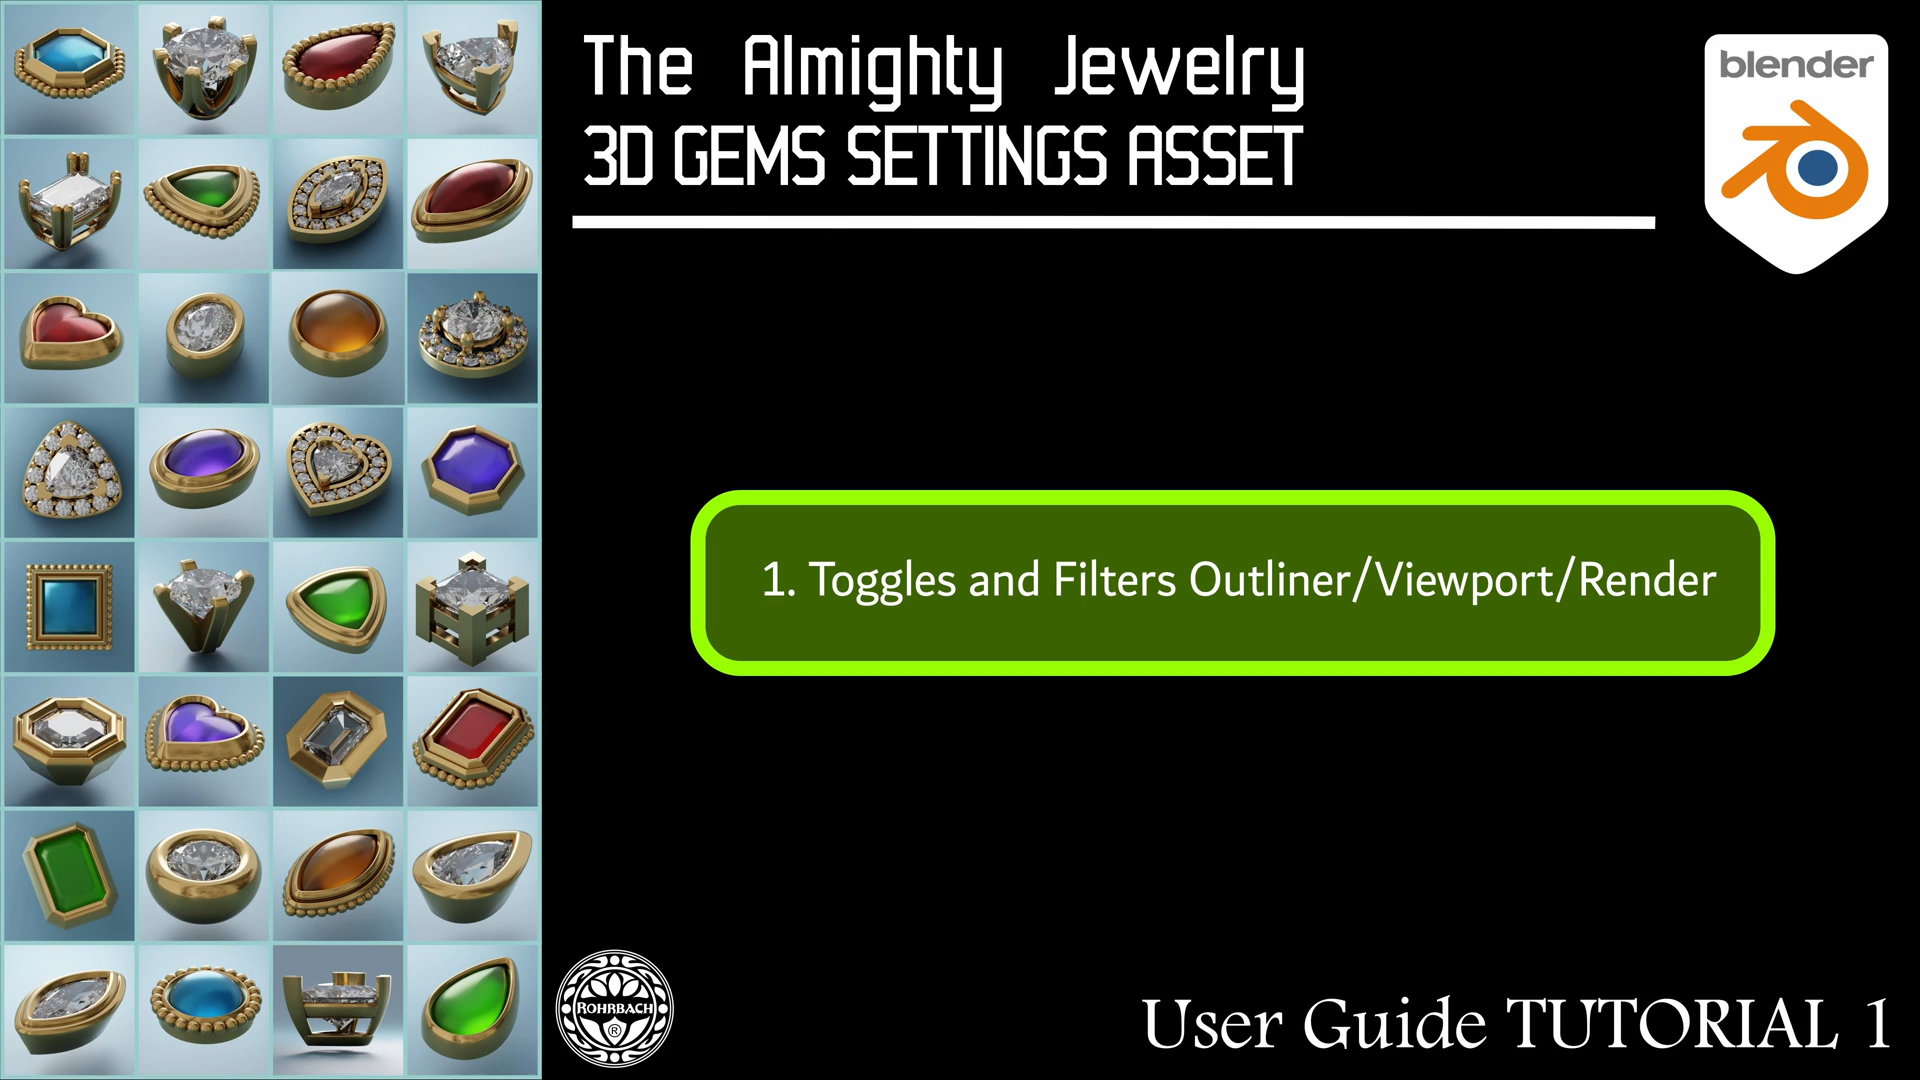 The Almighty Jewelry
3D GEMS SETTINGS ASSET
blender
1. Toggles and Filters Outliner/Viewport/Render
ROHRBACH
®
User Guide TUTORIAL 1